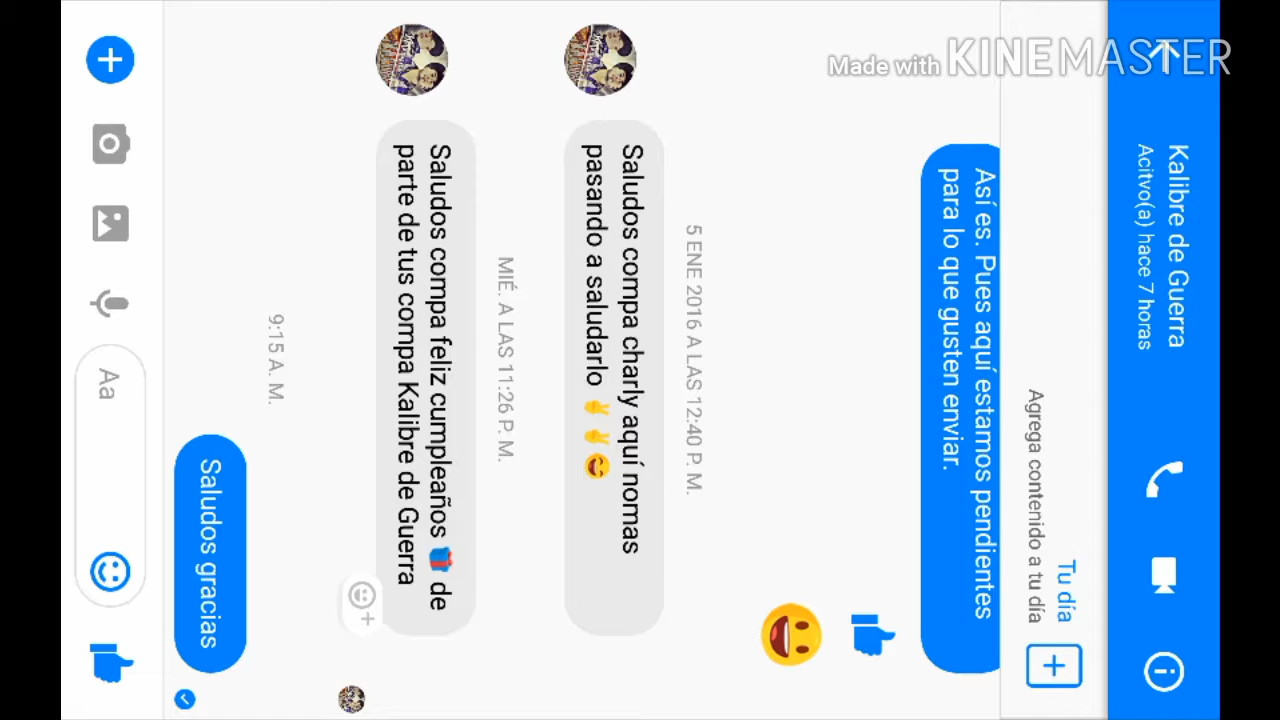 Made with KINEMASTER
Kalibre de Guerra
Acitvo(a) hace 7 horas
Tu día
Agrega contenido a tu día
Así es. Pues aquí estamos pendientes
para lo que gusten enviar.
5 ENE 2016 A LAS 12:40 P. M.
Saludos compa charly aquí nomas
pasando a saludarlo ✌️✌️😄
MIÉ. A LAS 11:26 P. M.
Saludos compa feliz cumpleaños 🎁 de
parte de tus compa Kalibre de Guerra
9:15 A. M.
Saludos gracias
Aa